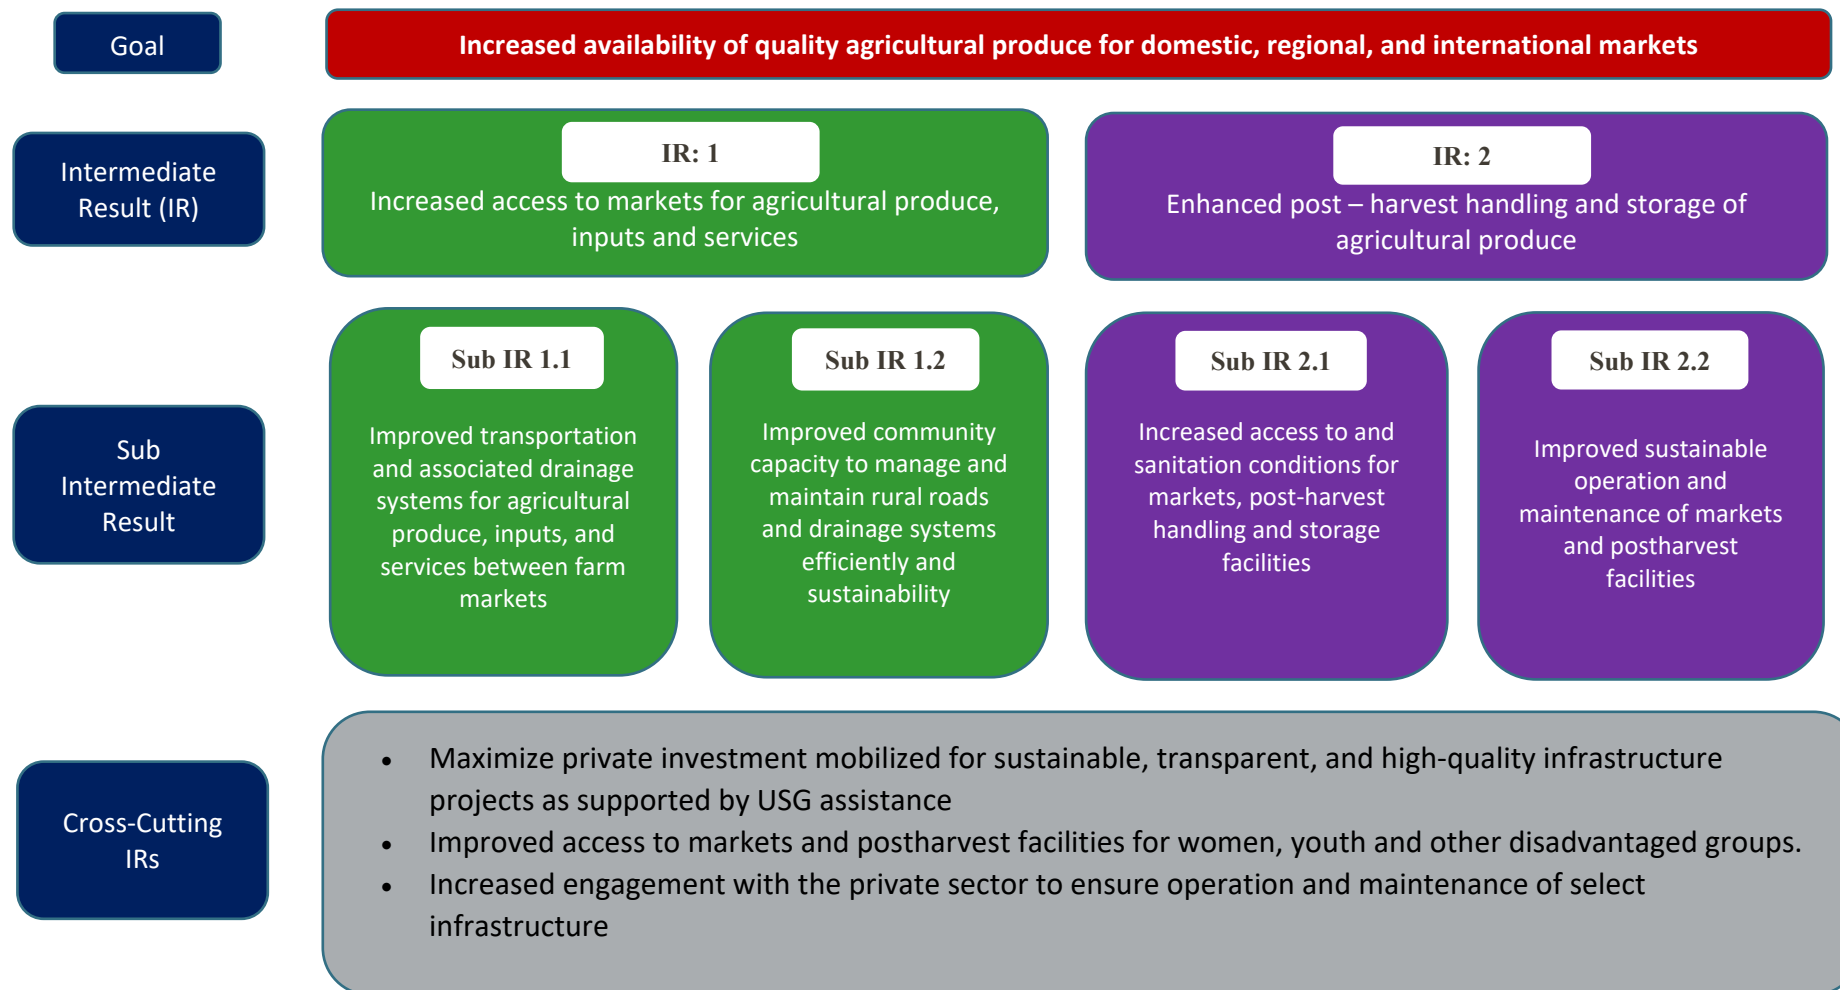 Goal
Increased availability of quality agricultural produce for domestic, regional, and international markets
Intermediate
Result (IR)
IR: 1
Increased access to markets for agricultural produce,
inputs and services
IR: 2
Enhanced post – harvest handling and storage of
agricultural produce
Sub
Intermediate
Result
Sub IR 1.1
Improved transportation
and associated drainage
systems for agricultural
produce, inputs, and
services between farm
markets
Sub IR 1.2
Improved community
capacity to manage and
maintain rural roads
and drainage systems
efficiently and
sustainability
Sub IR 2.1
Increased access to and
sanitation conditions for
markets, post-harvest
handling and storage
facilities
Sub IR 2.2
Improved sustainable
operation and
maintenance of markets
and postharvest
facilities
Cross-Cutting
IRs
• Maximize private investment mobilized for sustainable, transparent, and high-quality infrastructure
projects as supported by USG assistance
• Improved access to markets and postharvest facilities for women, youth and other disadvantaged groups.
• Increased engagement with the private sector to ensure operation and maintenance of select
infrastructure